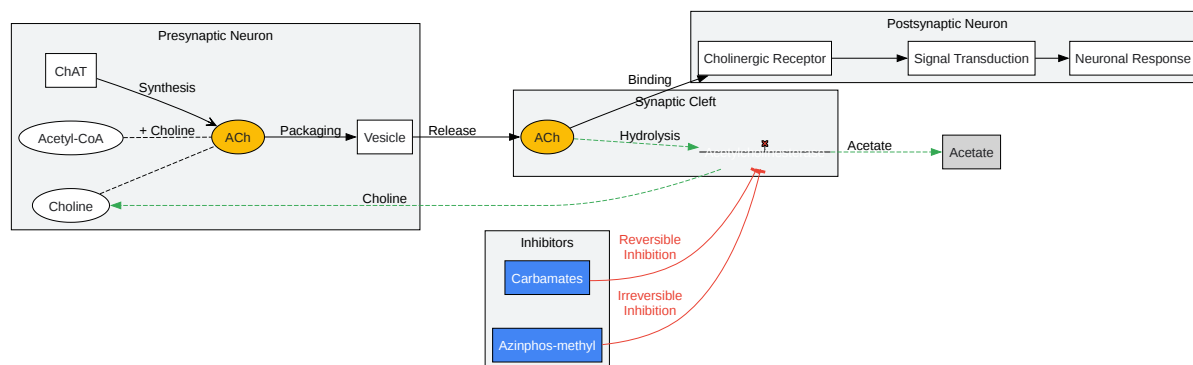 Postsynaptic Neuron
Presynaptic Neuron
Cholinergic Receptor
Signal Transduction
Neuronal Response
ChAT
Synthesis
Binding
Synaptic Cleft
Acetyl-CoA
+ Choline
ACh
Packaging
Vesicle
Release
ACh
Hydrolysis
Acetate
Acetate
Choline
Choline
Inhibitors
Reversible
Inhibition
Carbamates
Irreversible
Inhibition
Azinphos-methyl